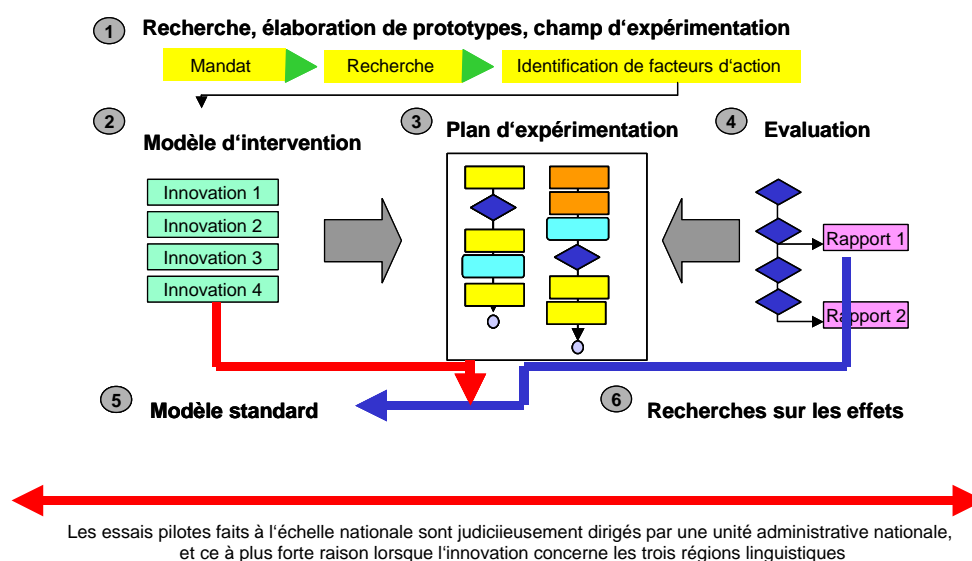 1 Recherche, élaboration de prototypes, champ d‘expérimentation
Mandat Recherche Identification de facteurs d‘action
2 Modèle d‘intervention
3 Plan d‘expérimentation
4 Evaluation
Innovation 1
Innovation 2
Innovation 3
Innovation 4
Rapport 1
Rapport 2
5 Modèle standard
6 Recherches sur les effets
Les essais pilotes faits à l‘échelle nationale sont judiciieusement dirigés par une unité administrative nationale,
et ce à plus forte raison lorsque l‘innovation concerne les trois régions linguistiques